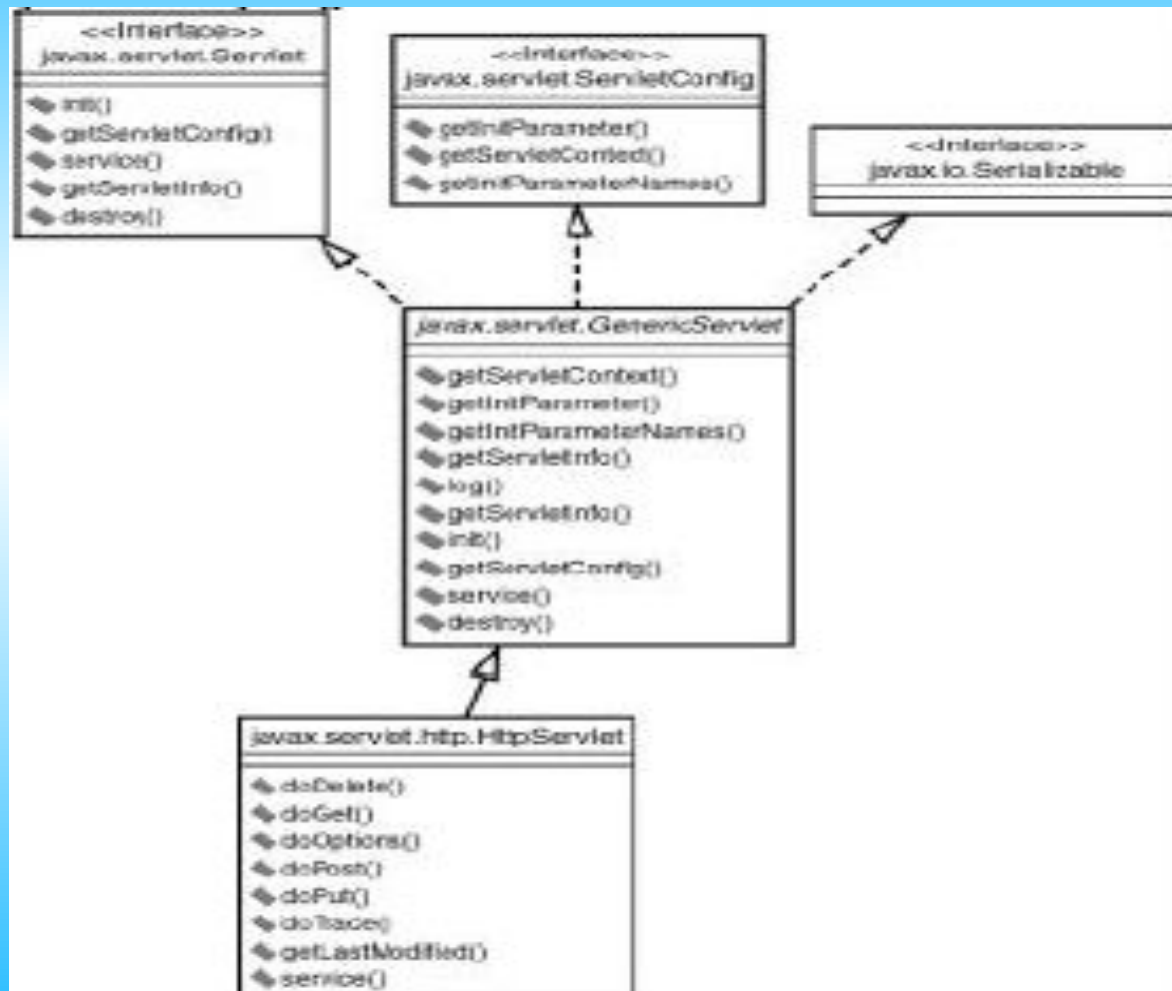 <<Interface>>
javax.servlet.Servlet
init()
getServletConfig()
service()
getServletInfo()
destroy()
<<Interface>>
javax.servlet.ServletConfig
getInitParameter()
getServletContext()
getInitParameterNames()
<<Interface>>
javax.io.Serializable
javax.servlet.GenericServlet
getServletContext()
getInitParameter()
getInitParameterNames()
getServletInfo()
log()
getServletInfo()
init()
getServletConfig()
service()
destroy()
javax.servlet.http.HttpServlet
doDelete()
doGet()
doOptions()
doPost()
doPut()
doTrace()
getLastModified()
service()